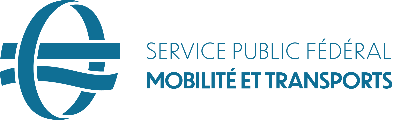 SERVICE PUBLIC FÉDÉRAL
MOBILITÉ ET TRANSPORTS